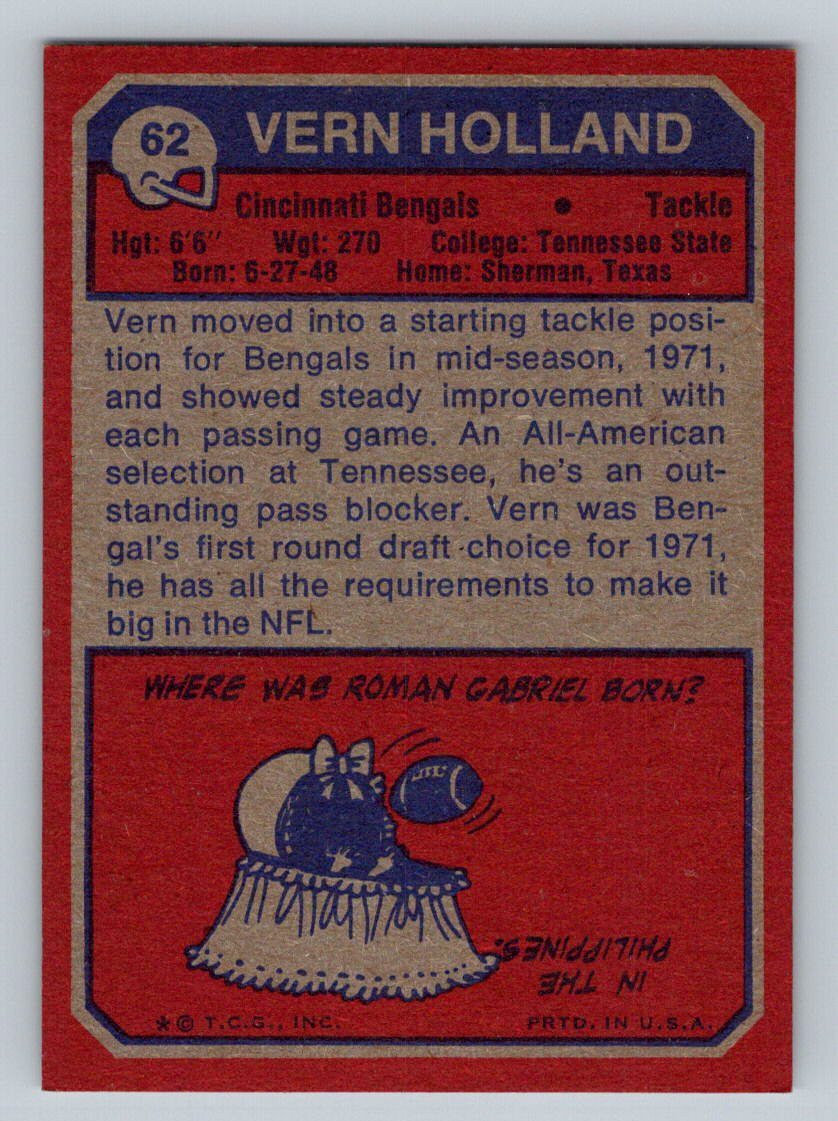 62
VERN HOLLAND
Cincinnati Bengals • Tackle
Hgt: 6'6" Wgt: 270 College: Tennessee State
Born: 6-27-48 Home: Sherman, Texas
Vern moved into a starting tackle posi-
tion for Bengals in mid-season, 1971,
and showed steady improvement with
each passing game. An All-American
selection at Tennessee, he's an out-
standing pass blocker. Vern was Ben-
gal's first round draft choice for 1971,
he has all the requirements to make it
big in the NFL.
WHERE WAS ROMAN GABRIEL BORN?
IN THE
PHILIPPINES.
* © T.C.G., INC. PRTD. IN U.S.A.